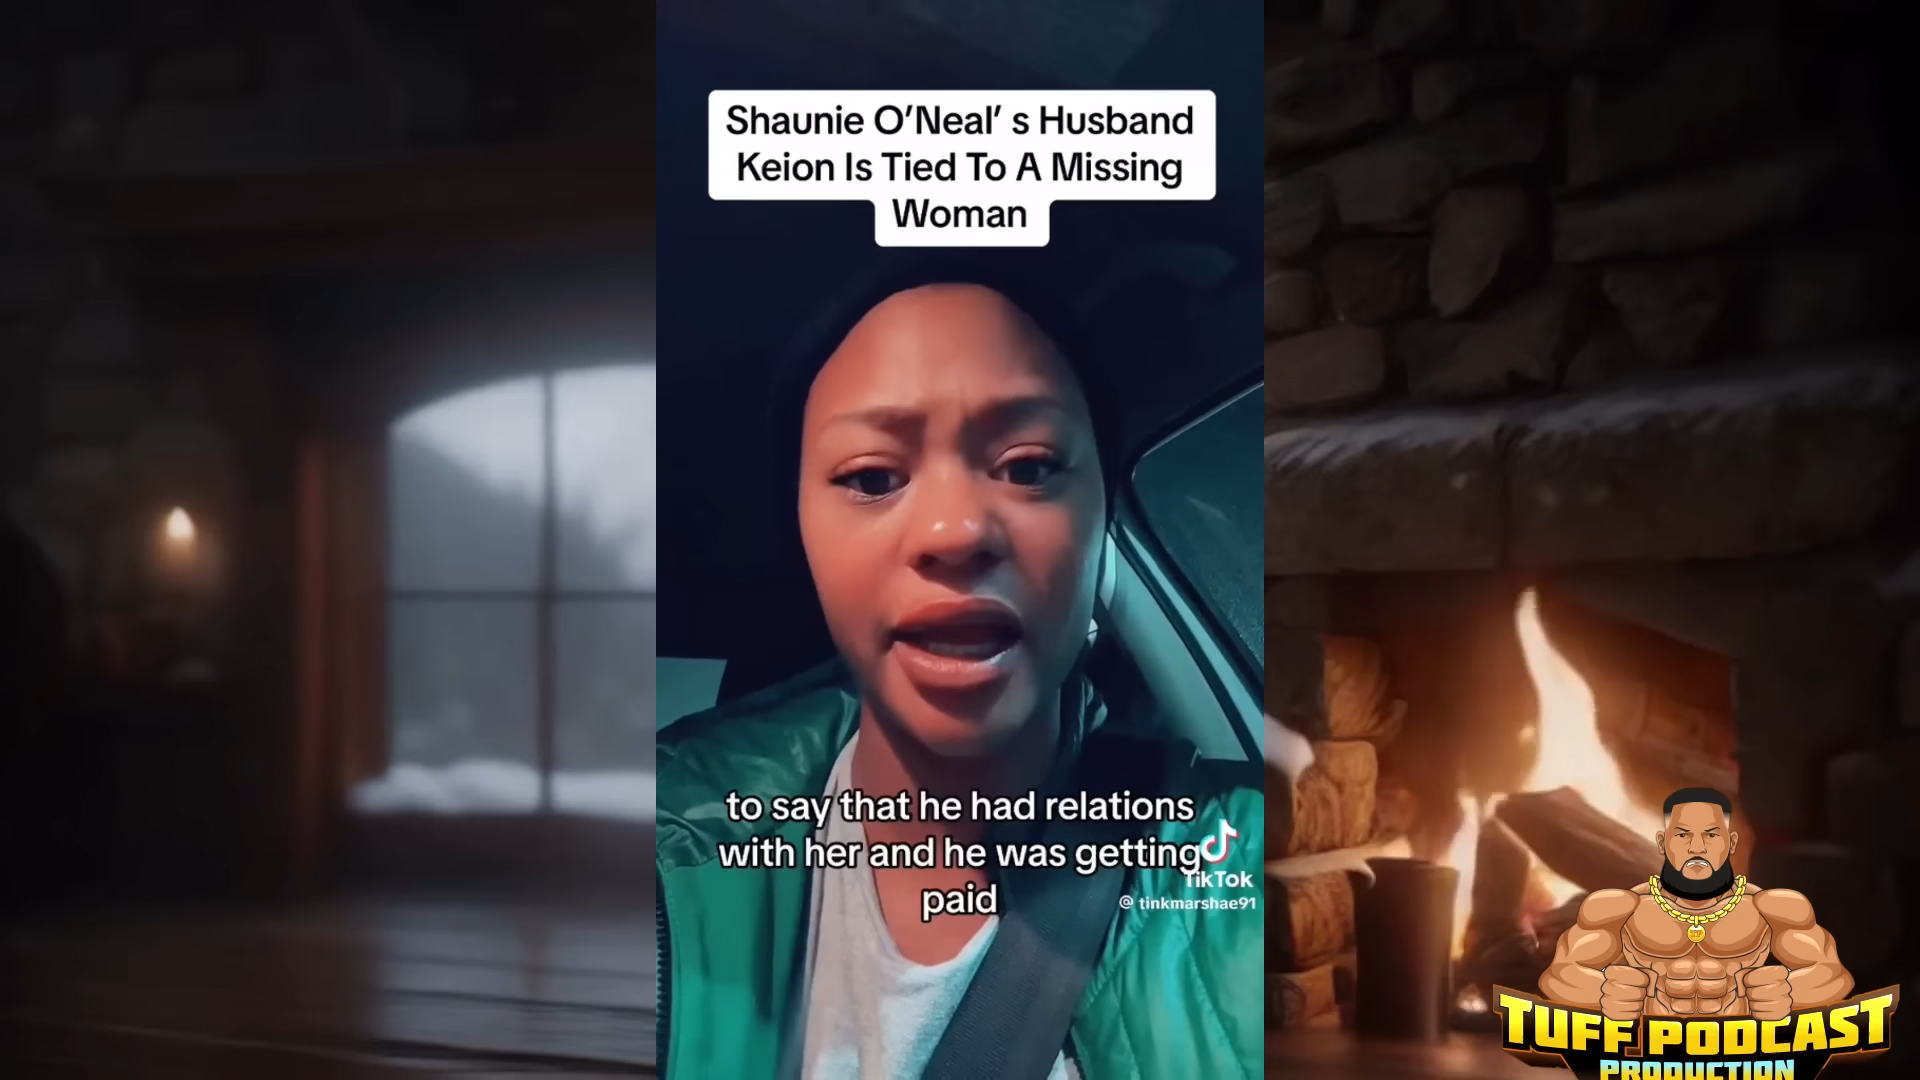 Shaunie O’Neal’ s Husband
Keion Is Tied To A Missing
Woman
to say that he had relations
with her and he was getting
paid
TikTok
@ tinkmarshae91
TUFF PODCAST
PRODUCTION